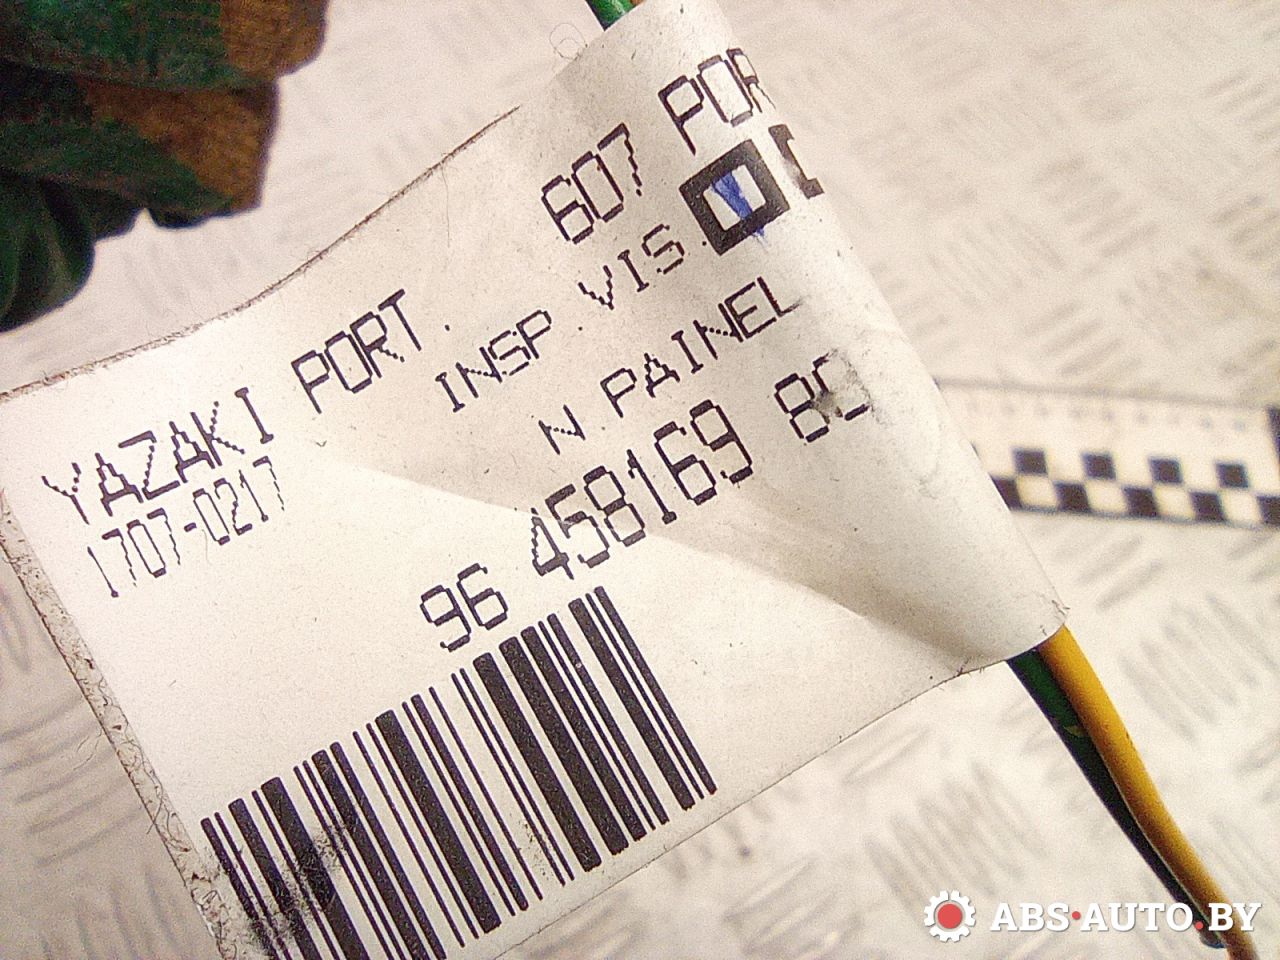 607 POR
YAZAKI PORT.
INSP.VIS.
1707-0217
N PAINEL
96 458169 80
ABS·AUTO.BY